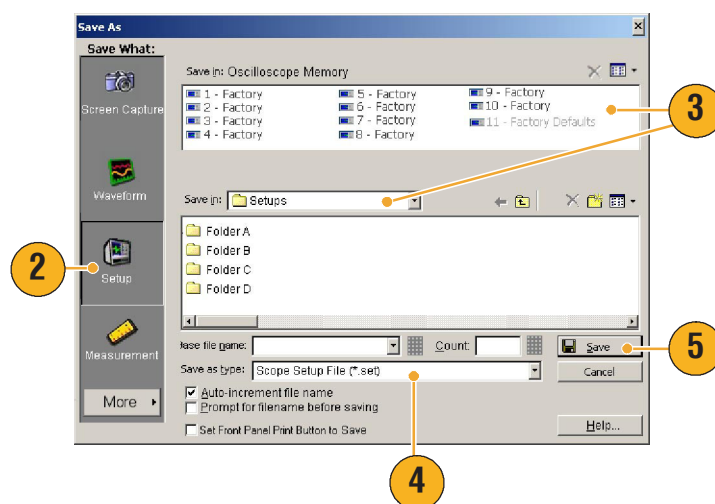 Save As
Save What:
Screen Capture
Waveform
2
Setup
Measurement
More
Save in: Oscilloscope Memory
1 - Factory
2 - Factory
3 - Factory
4 - Factory
5 - Factory
6 - Factory
7 - Factory
8 - Factory
9 - Factory
10 - Factory
11 - Factory Defaults
3
Save in: Setups
Folder A
Folder B
Folder C
Folder D
ase file name:
Count:
Save
5
Save as type: Scope Setup File (*.set)
Cancel
Auto-increment file name
Prompt for filename before saving
Set Front Panel Print Button to Save
Help...
4